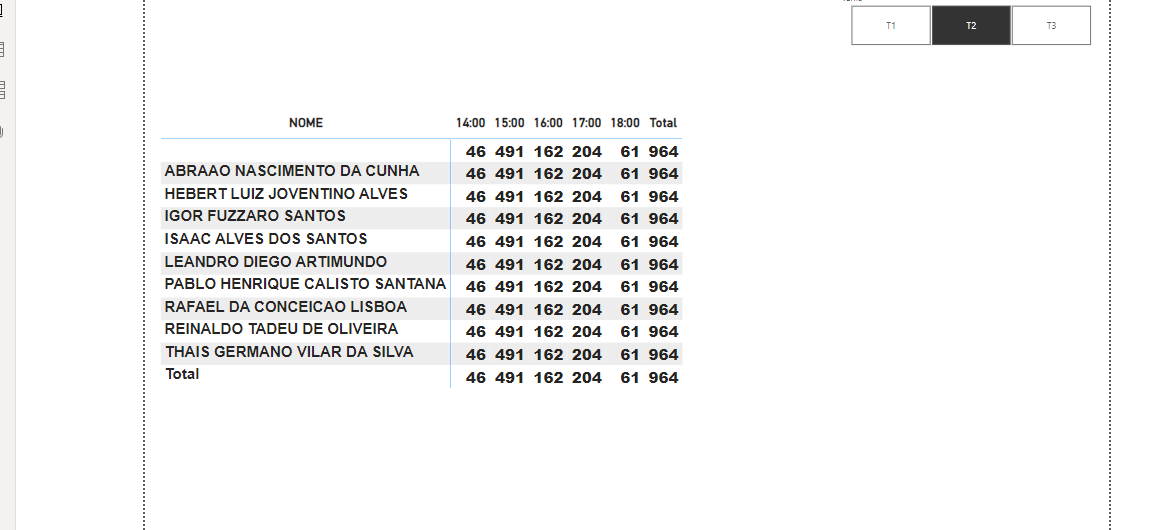 T1 T2 T3
NOME 14:00 15:00 16:00 17:00 18:00 Total
46 491 162 204 61 964
ABRAAO NASCIMENTO DA CUNHA 46 491 162 204 61 964
HEBERT LUIZ JOVENTINO ALVES 46 491 162 204 61 964
IGOR FUZZARO SANTOS 46 491 162 204 61 964
ISAAC ALVES DOS SANTOS 46 491 162 204 61 964
LEANDRO DIEGO ARTIMUNDO 46 491 162 204 61 964
PABLO HENRIQUE CALISTO SANTANA 46 491 162 204 61 964
RAFAEL DA CONCEICAO LISBOA 46 491 162 204 61 964
REINALDO TADEU DE OLIVEIRA 46 491 162 204 61 964
THAIS GERMANO VILAR DA SILVA 46 491 162 204 61 964
Total 46 491 162 204 61 964